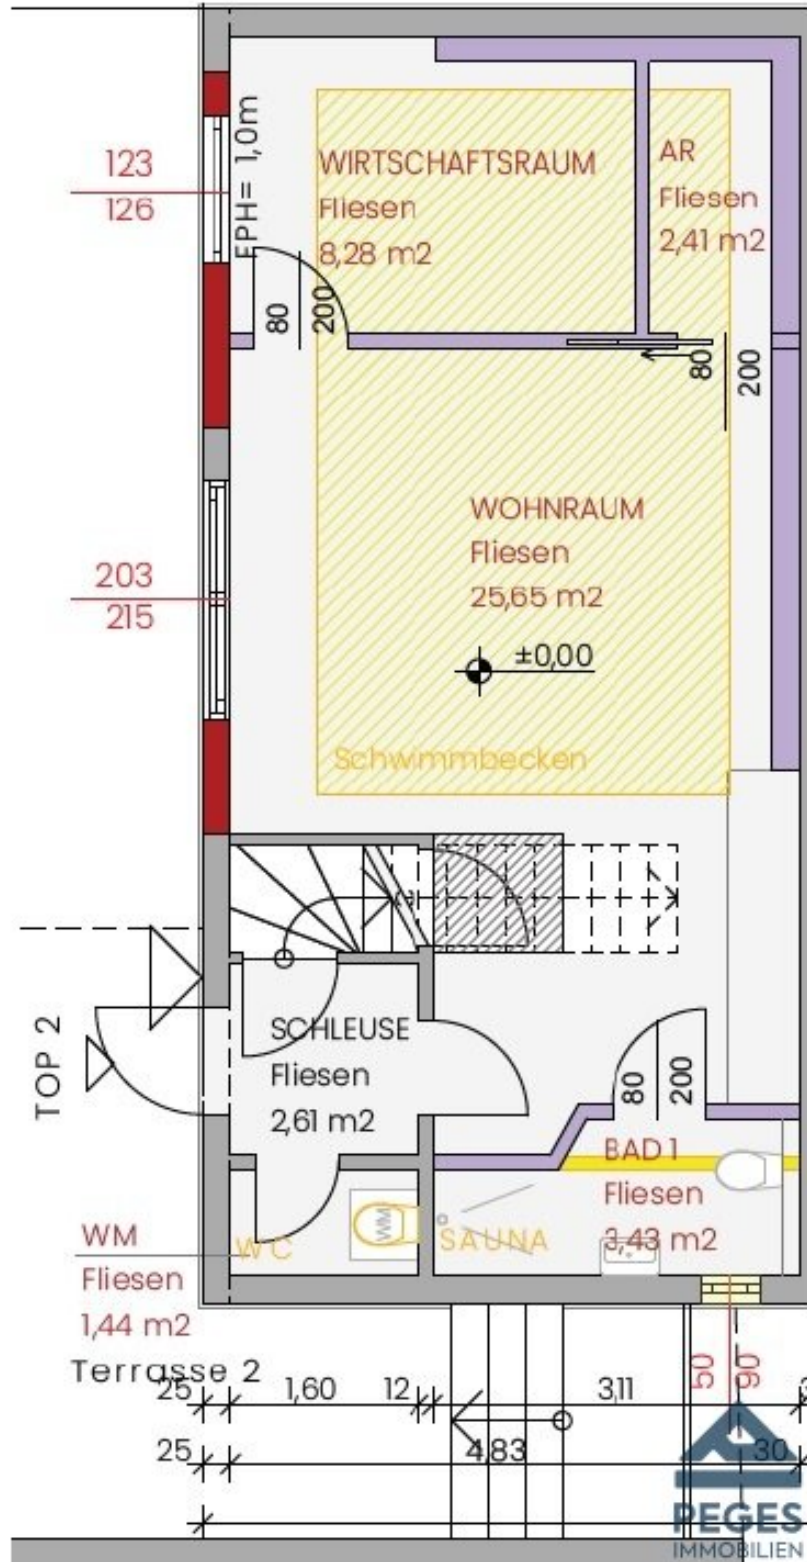 123
126
FPH= 1,0m
WIRTSCHAFTSRAUM
Fliesen
8,28 m2
AR
Fliesen
2,41 m2
80
200
80
200
WOHNRAUM
Fliesen
25,65 m2
203
215
±0,00
Schwimmbecken
TOP 2
SCHLEUSE
Fliesen
2,61 m2
80
200
BAD 1
Fliesen
3,43 m2
WM
WC
SAUNA
WM
Fliesen
1,44 m2
Terrasse 2
25
1,60
12
3,11
50
90
25
4,83
30
PEGES
IMMOBILIEN